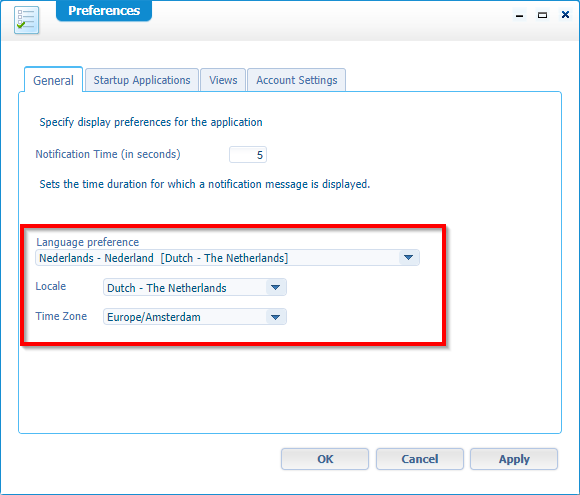 Preferences
General
Startup Applications
Views
Account Settings
Specify display preferences for the application
Notification Time (in seconds) 5
Sets the time duration for which a notification message is displayed.
Language preference
Nederlands - Nederland [Dutch - The Netherlands]
Locale Dutch - The Netherlands
Time Zone Europe/Amsterdam
OK Cancel Apply